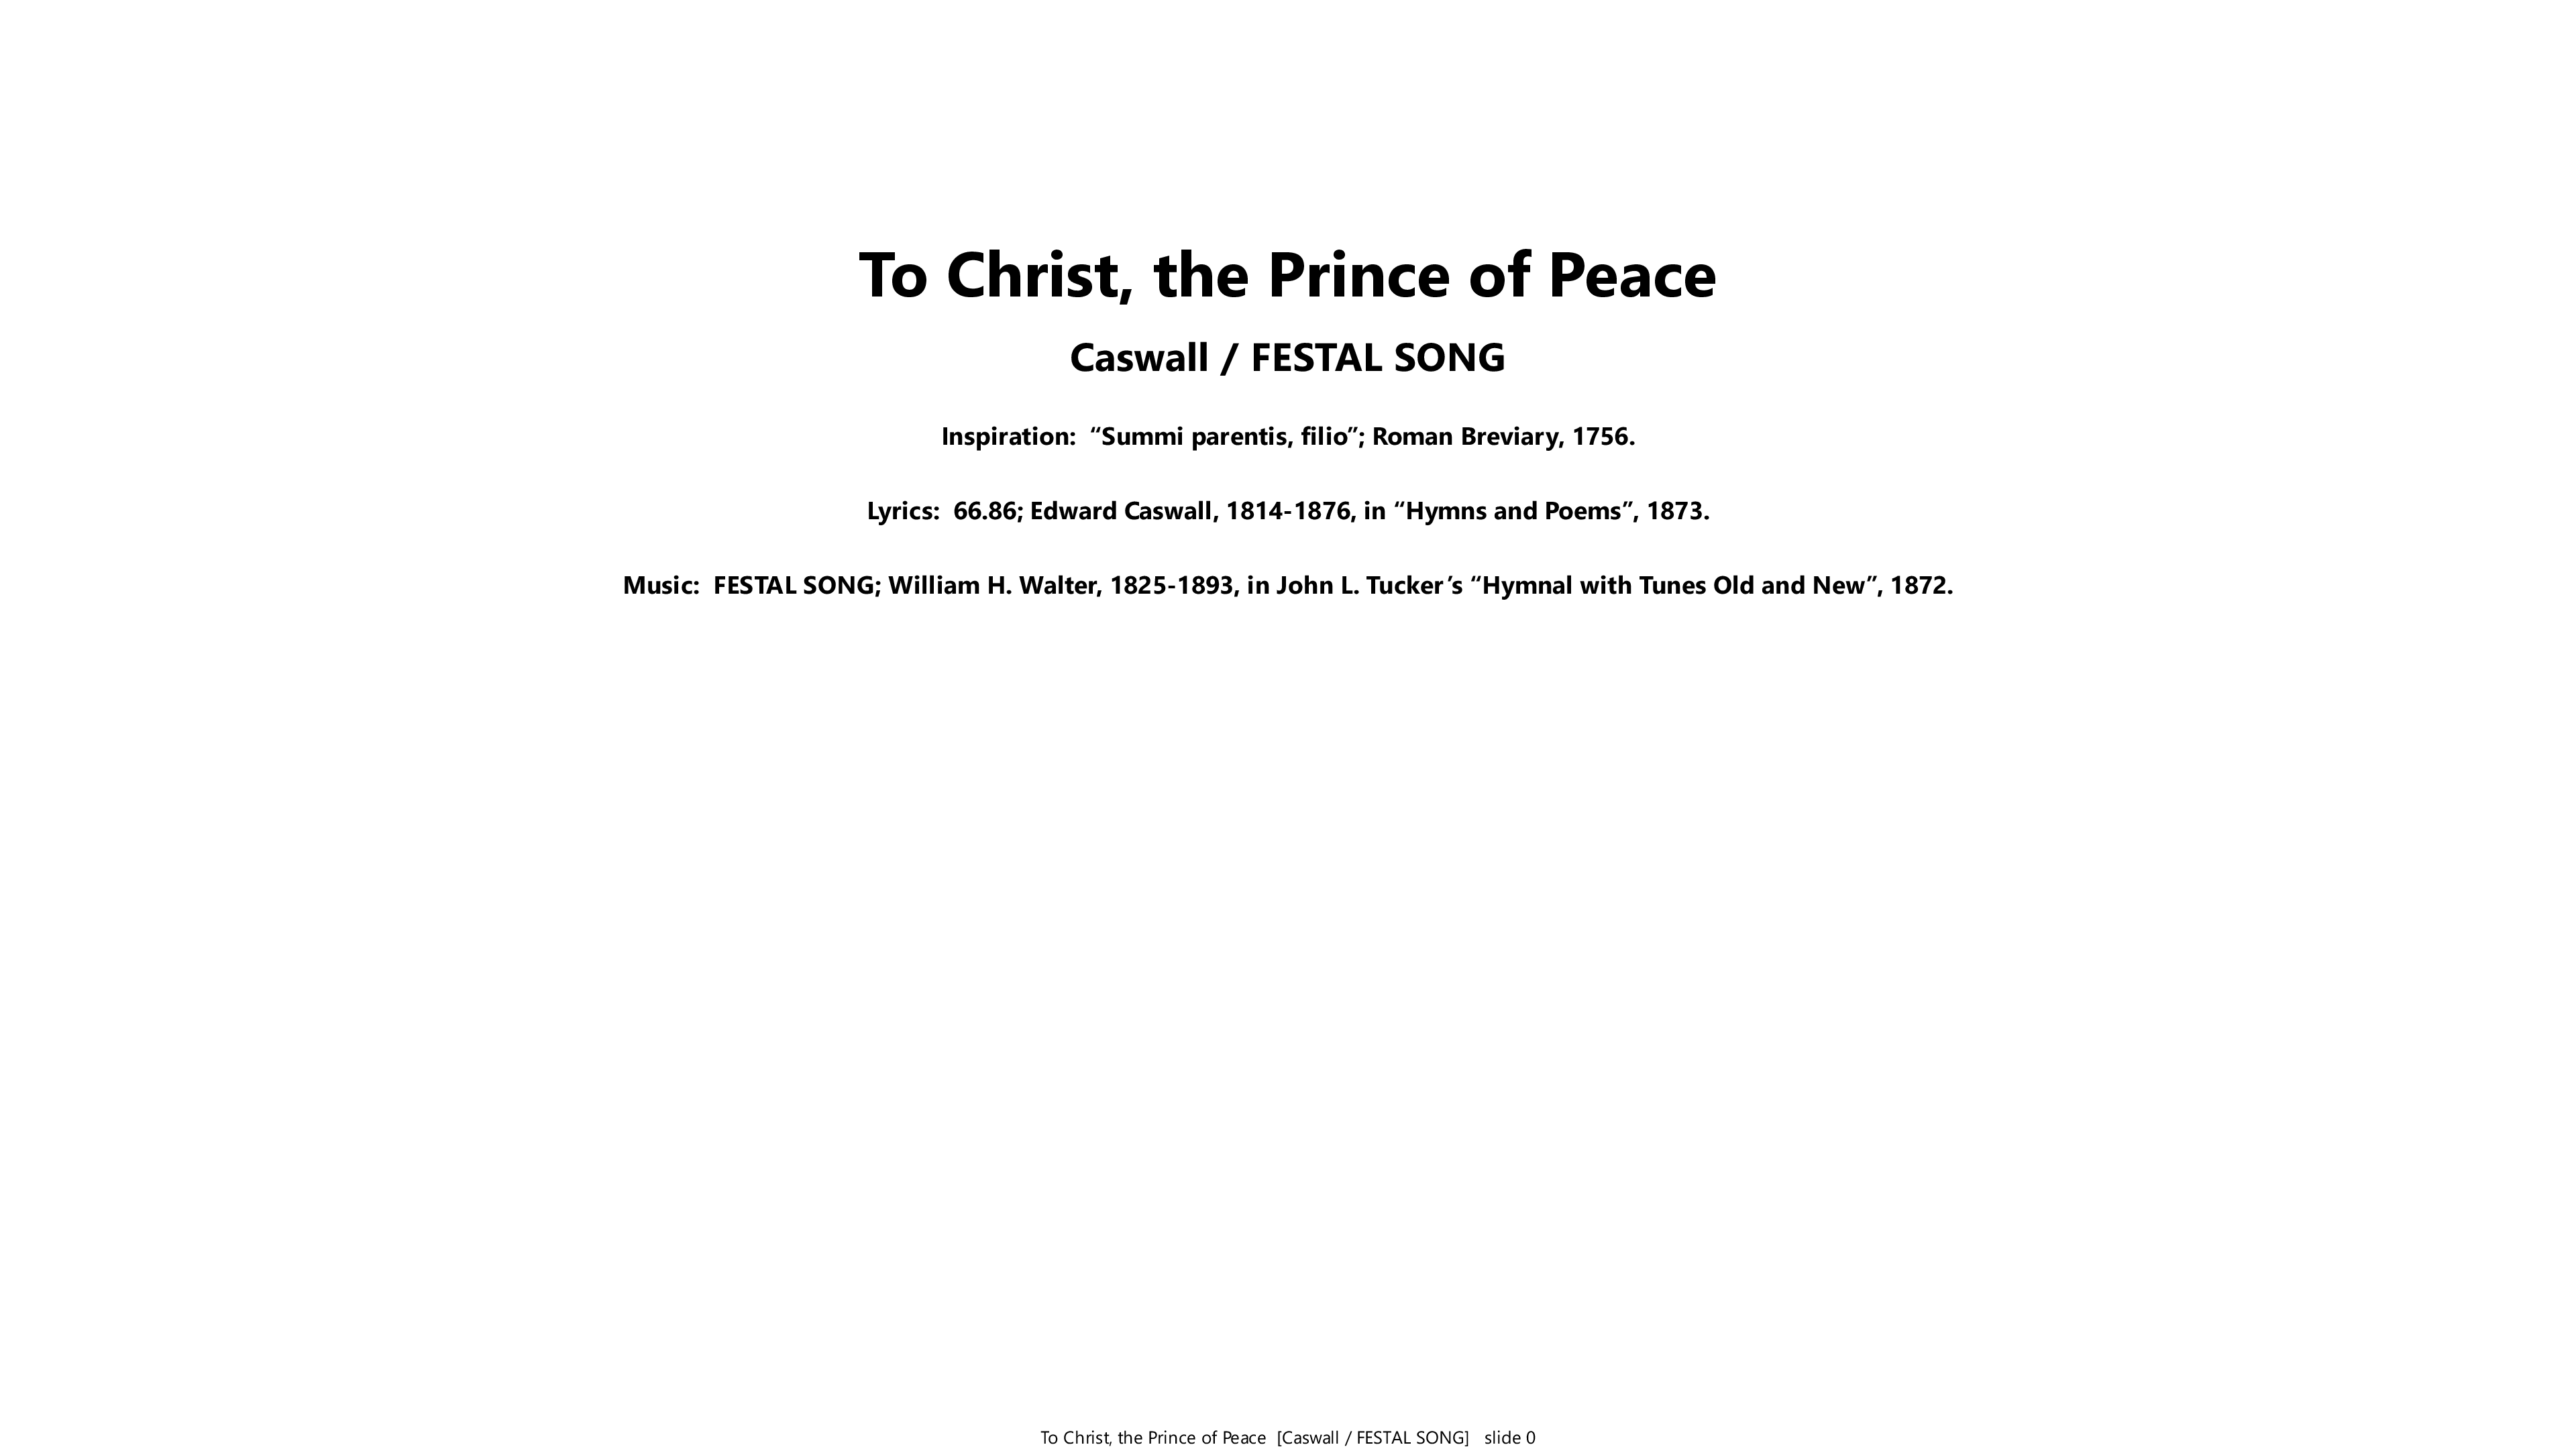 To Christ, the Prince of Peace
Caswall / FESTAL SONG
Inspiration:  “Summi parentis, filio”; Roman Breviary, 1756.
Lyrics:  66.86; Edward Caswall, 1814-1876, in “Hymns and Poems”, 1873.
Music:  FESTAL SONG; William H. Walter, 1825-1893, in John L. Tucker’s “Hymnal with Tunes Old and New”, 1872.
To Christ, the Prince of Peace  [Caswall / FESTAL SONG]   slide 0